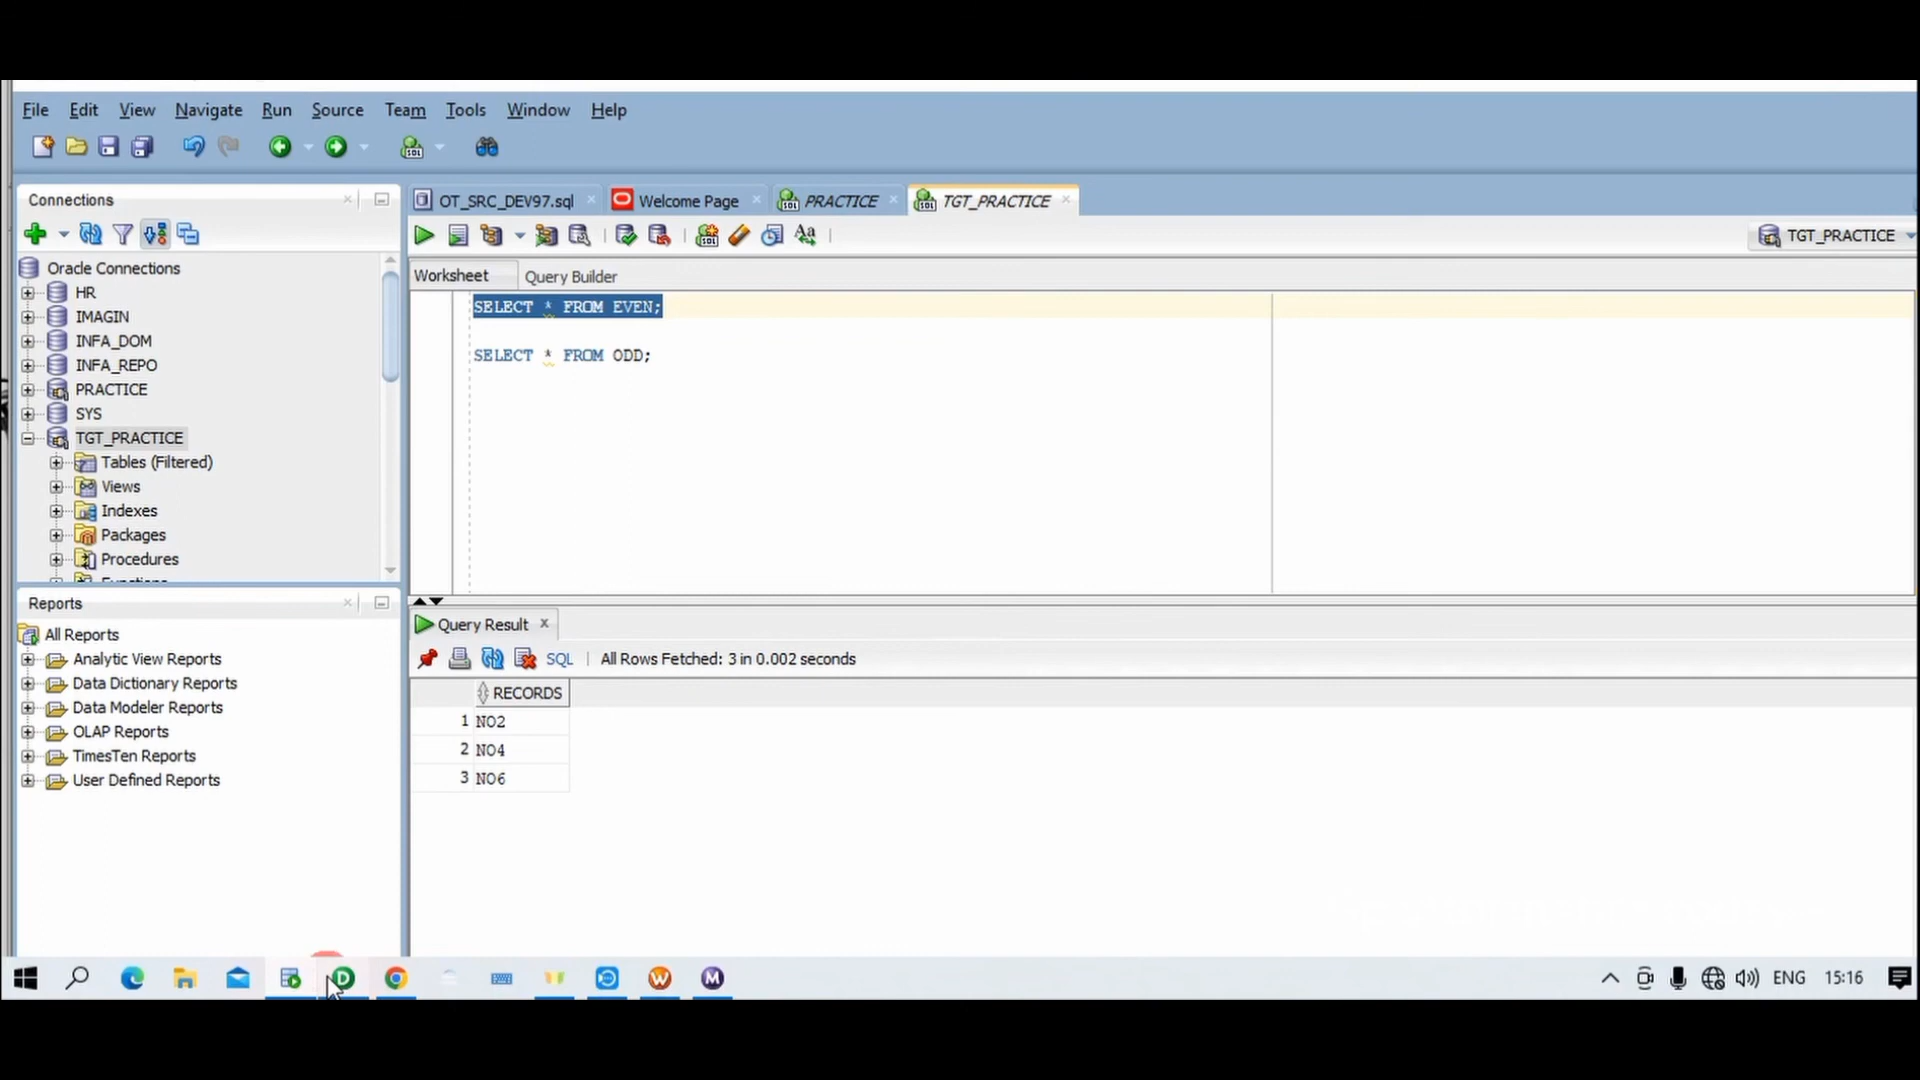 File Edit View Navigate Run Source Team Tools Window Help
Connections
OT_SRC_DEV97.sql Welcome Page PRACTICE TGT_PRACTICE
TGT_PRACTICE
Worksheet Query Builder
Oracle Connections
HR
IMAGIN
INFA_DOM
INFA_REPO
PRACTICE
SYS
TGT_PRACTICE
Tables (Filtered)
Views
Indexes
Packages
Procedures
Functions
SELECT * FROM EVEN;
SELECT * FROM ODD;
Reports
All Reports
Analytic View Reports
Data Dictionary Reports
Data Modeler Reports
OLAP Reports
TimesTen Reports
User Defined Reports
Query Result
SQL All Rows Fetched: 3 in 0.002 seconds
RECORDS
1 NO2
2 NO4
3 NO6
ENG 15:16